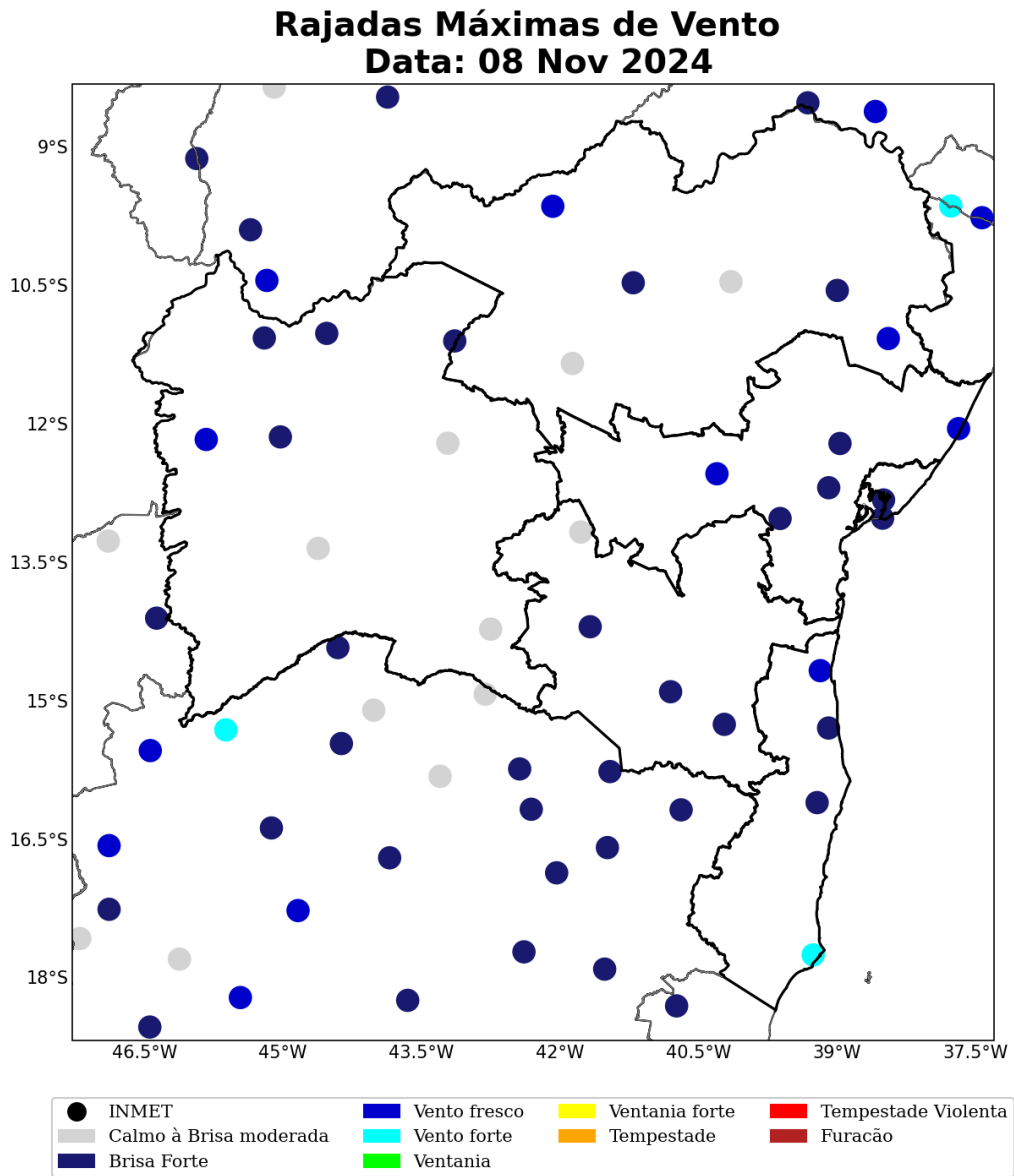 Rajadas Máximas de Vento
Data: 08 Nov 2024
9°S
10.5°S
12°S
13.5°S
15°S
16.5°S
18°S
46.5°W
45°W
43.5°W
42°W
40.5°W
39°W
37.5°W
INMET
Calmo à Brisa moderada
Brisa Forte
Vento fresco
Vento forte
Ventania
Ventania forte
Tempestade
Tempestade Violenta
Furacão